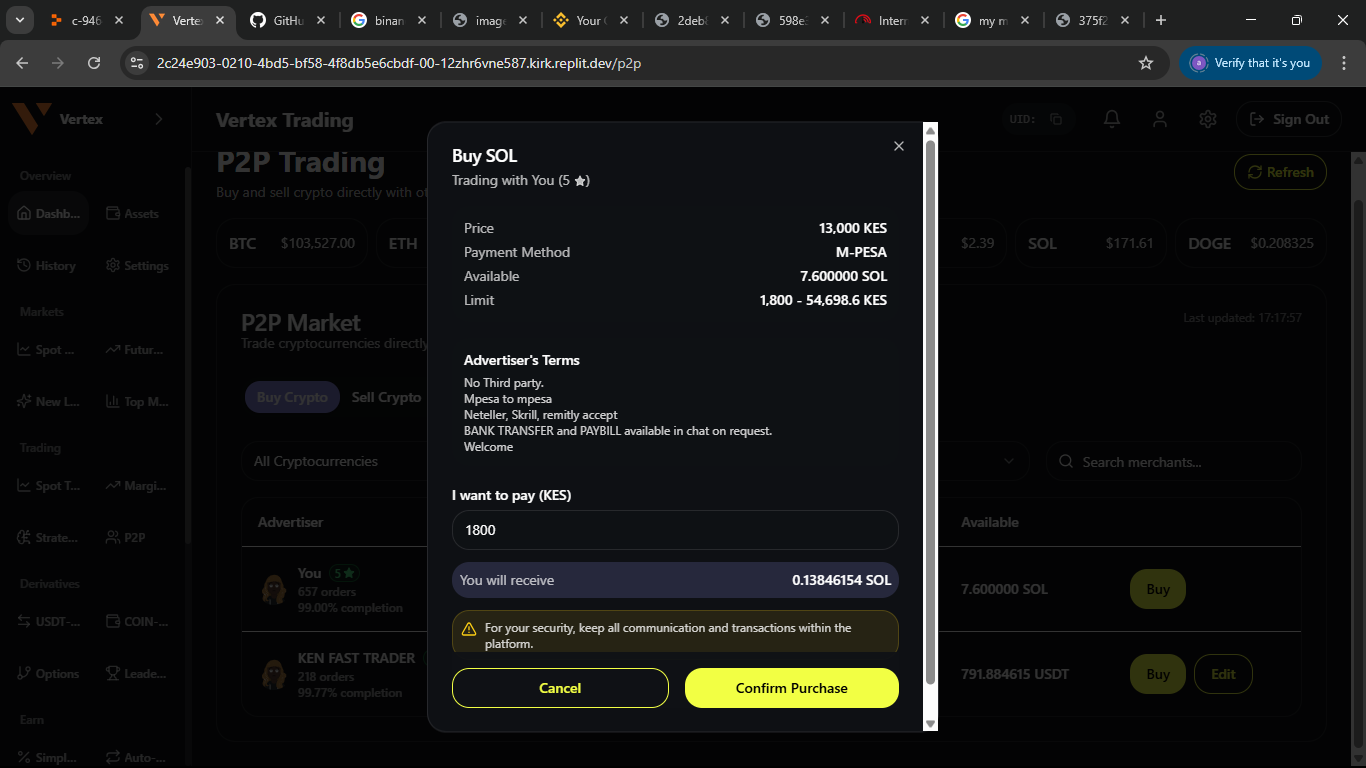 c-946
Verte
GitHu
binan
image
Your
2deb
598e
Intern
my m
375f2
2c24e903-0210-4bd5-bf58-4f8db5e6cbdf-00-12zhr6vne587.kirk.replit.dev/p2p
a
Verify that it's you
Vertex
Vertex Trading
UID:
Sign Out
Overview
Dashb...
Assets
History
Settings
Markets
Spot ...
Futur...
New L...
Top M...
Trading
Spot T...
Margi...
Strate...
P2P
Derivatives
USDT-...
COIN-...
Options
Leade...
Earn
Simpl...
Auto-...
P2P Trading
Refresh
Buy and sell crypto directly with ot
BTC $103,527.00
ETH
$2.39
SOL $171.61
DOGE $0.208325
P2P Market
Last updated: 17:17:57
Trade cryptocurrencies directly
Buy Crypto
Sell Crypto
All Cryptocurrencies
Search merchants...
Advertiser
Available
You 5★
657 orders
99.00% completion
7.600000 SOL
Buy
KEN FAST TRADER
218 orders
99.77% completion
791.884615 USDT
Buy
Edit
Buy SOL
Trading with You (5 ★)
Price 13,000 KES
Payment Method M-PESA
Available 7.600000 SOL
Limit 1,800 - 54,698.6 KES
Advertiser's Terms
No Third party.
Mpesa to mpesa
Neteller, Skrill, remitly accept
BANK TRANSFER and PAYBILL available in chat on request.
Welcome
I want to pay (KES)
1800
You will receive 0.13846154 SOL
For your security, keep all communication and transactions within the
platform.
Cancel
Confirm Purchase